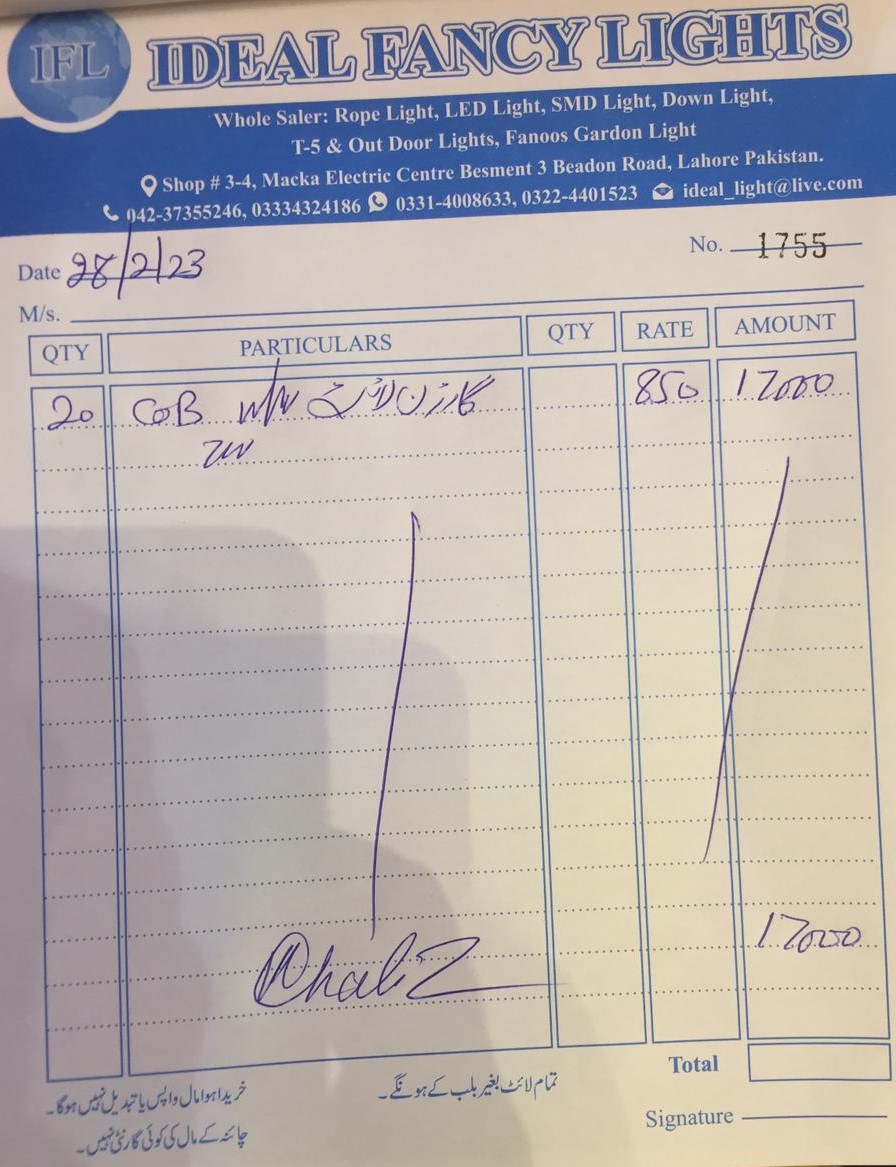 IFL
IDEAL FANCY LIGHTS
Whole Saler: Rope Light, LED Light, SMD Light, Down Light,
T-5 & Out Door Lights, Fanoos Gardon Light
Shop # 3-4, Macka Electric Centre Besment 3 Beadon Road, Lahore Pakistan.
042-37355246, 03334324186 0331-4008633, 0322-4401523 ideal_light@live.com
Date 28/2/23 No. 1755
M/s.
QTY PARTICULARS QTY RATE AMOUNT
20 COB W/W گارڈن لائٹ 850 17000
7W
17000
Total
خریدا ہوا مال واپس یا تبدیل نہیں ہوگا۔ تمام لائٹ بغیر بلب کے ہونگے۔
چائنہ کے مال کی کوئی گارنٹی نہیں۔
Signature